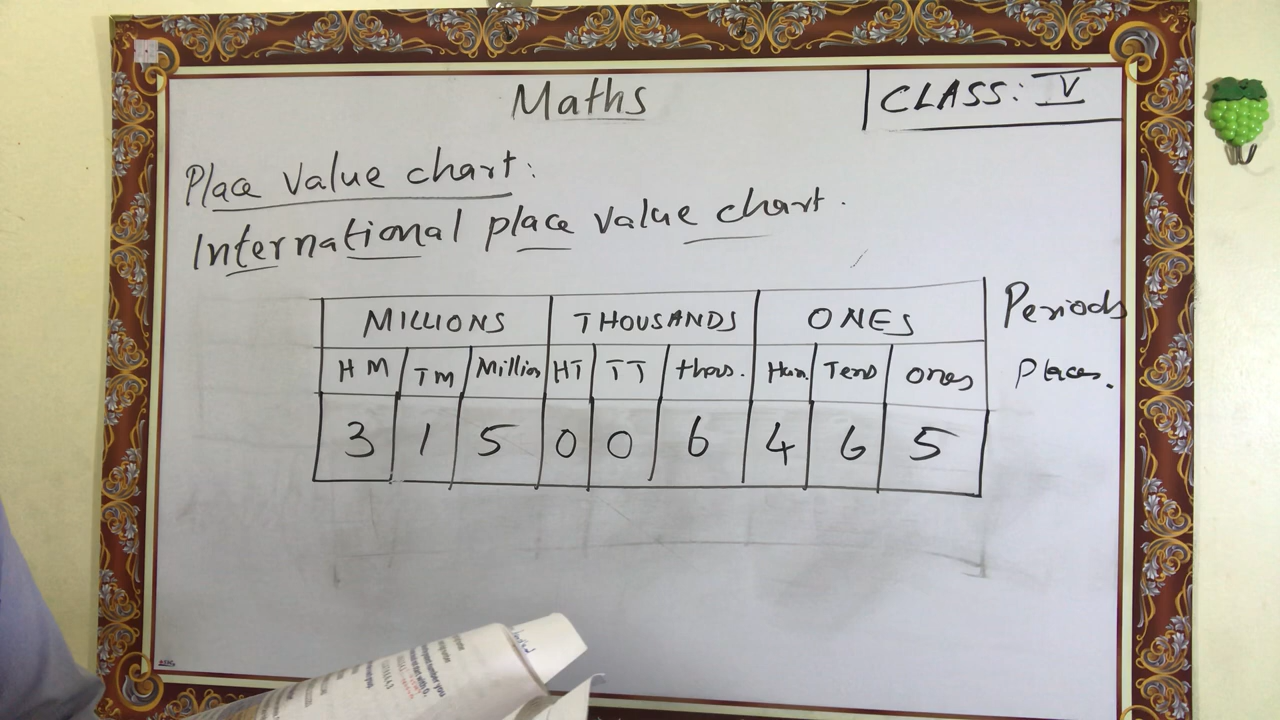 Maths
CLASS: V
Place value chart:
International place value chart.
MILLIONS THOUSANDS ONES Periods
HM TM Million HT TT thous. Hun. Tens ones Places.
3 1 5 0 0 6 4 6 5